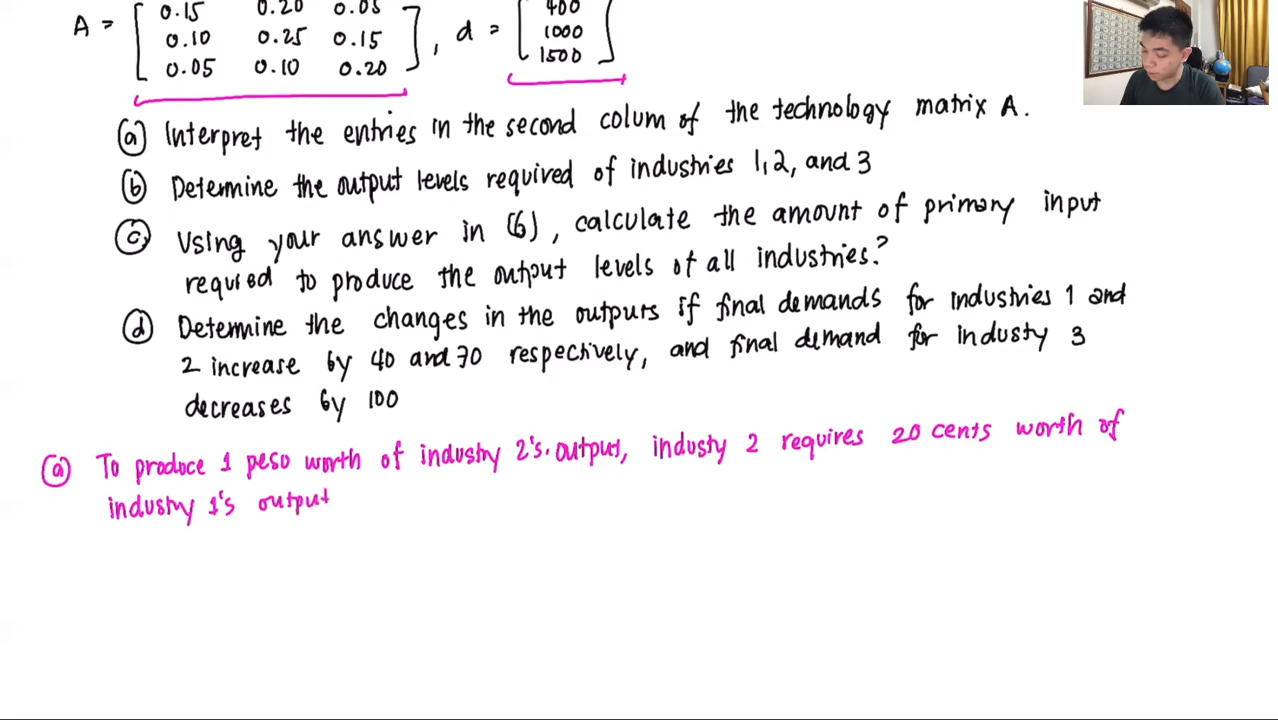 0.15 0.20 0.05 400
A = 0.10 0.25 0.15 , d = 1000
0.05 0.10 0.20 1500
(a) Interpret the entries in the second colum of the technology matrix A.
(b) Determine the output levels required of industries 1, 2, and 3
(c) Using your answer in (b), calculate the amount of primary input
required to produce the output levels of all industries?
(d) Determine the changes in the outputs if final demands for industries 1 and
2 increase by 40 and 70 respectively, and final demand for industy 3
decreases by 100
(a) To produce 1 peso worth of industry 2's output, industy 2 requires 20 cents worth of
industry 1's output